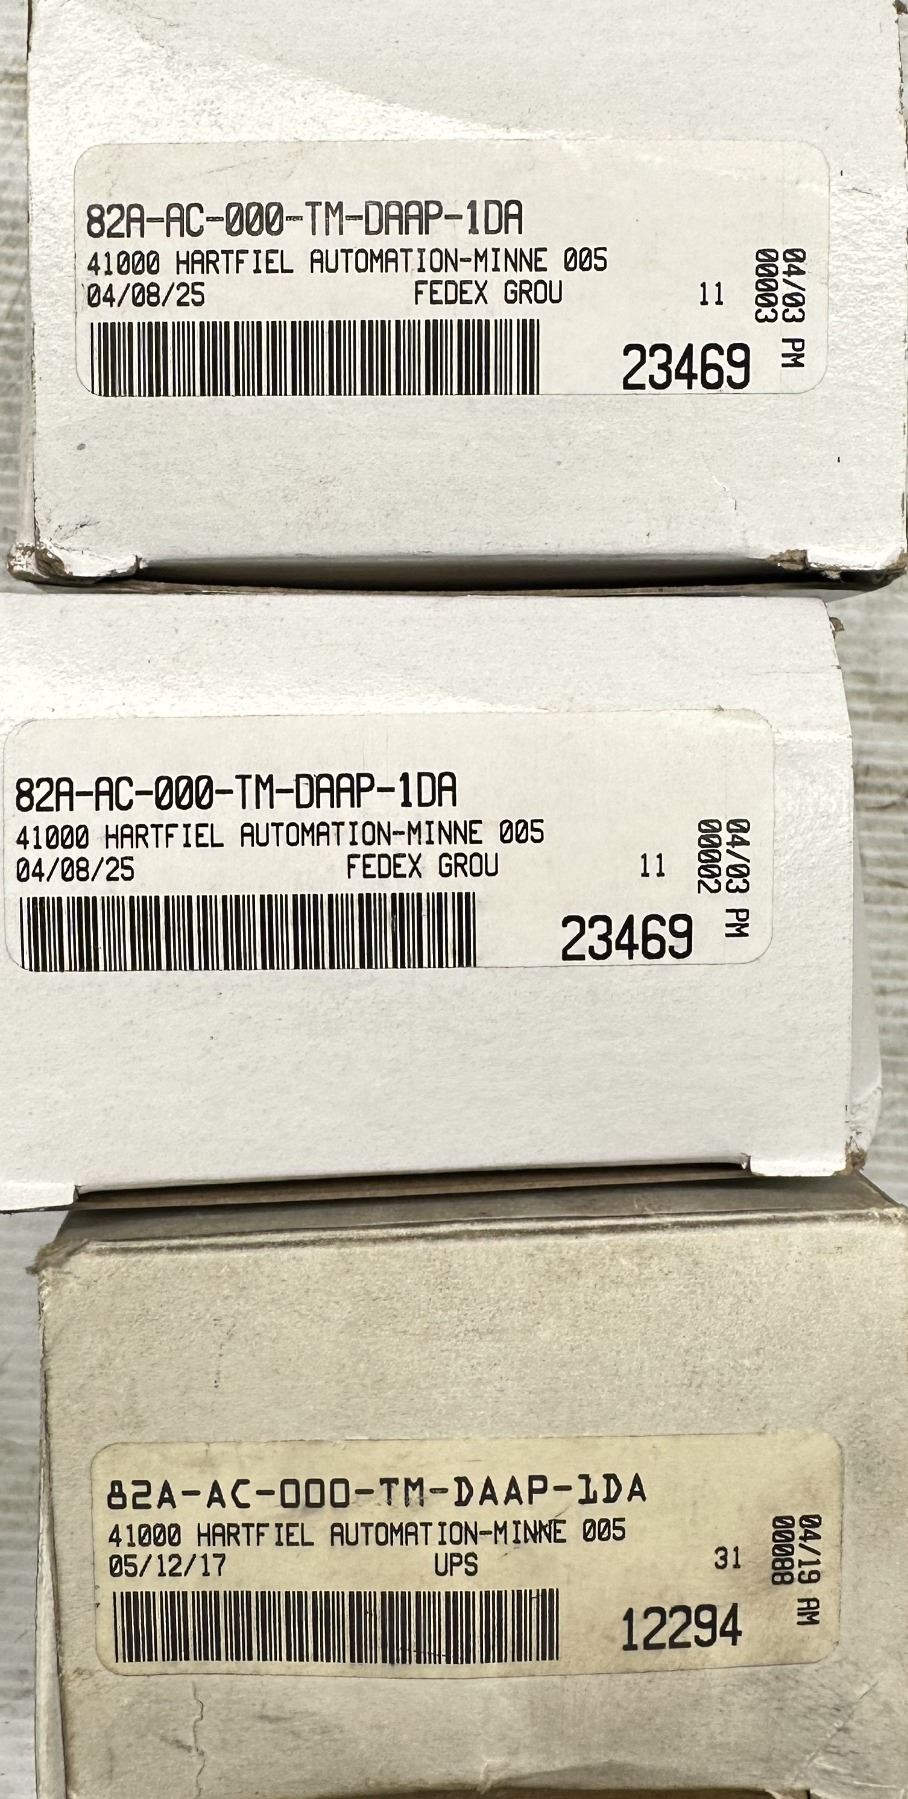 82A-AC-000-TM-DAAP-1DA
41000 HARTFIEL AUTOMATION-MINNE 005
04/08/25 FEDEX GROU 11
23469
04/03 PM
00003
82A-AC-000-TM-DAAP-1DA
41000 HARTFIEL AUTOMATION-MINNE 005
04/08/25 FEDEX GROU 11
23469
04/03 PM
00002
82A-AC-000-TM-DAAP-1DA
41000 HARTFIEL AUTOMATION-MINNE 005
05/12/17 UPS 31
12294
04/19 AM
00088